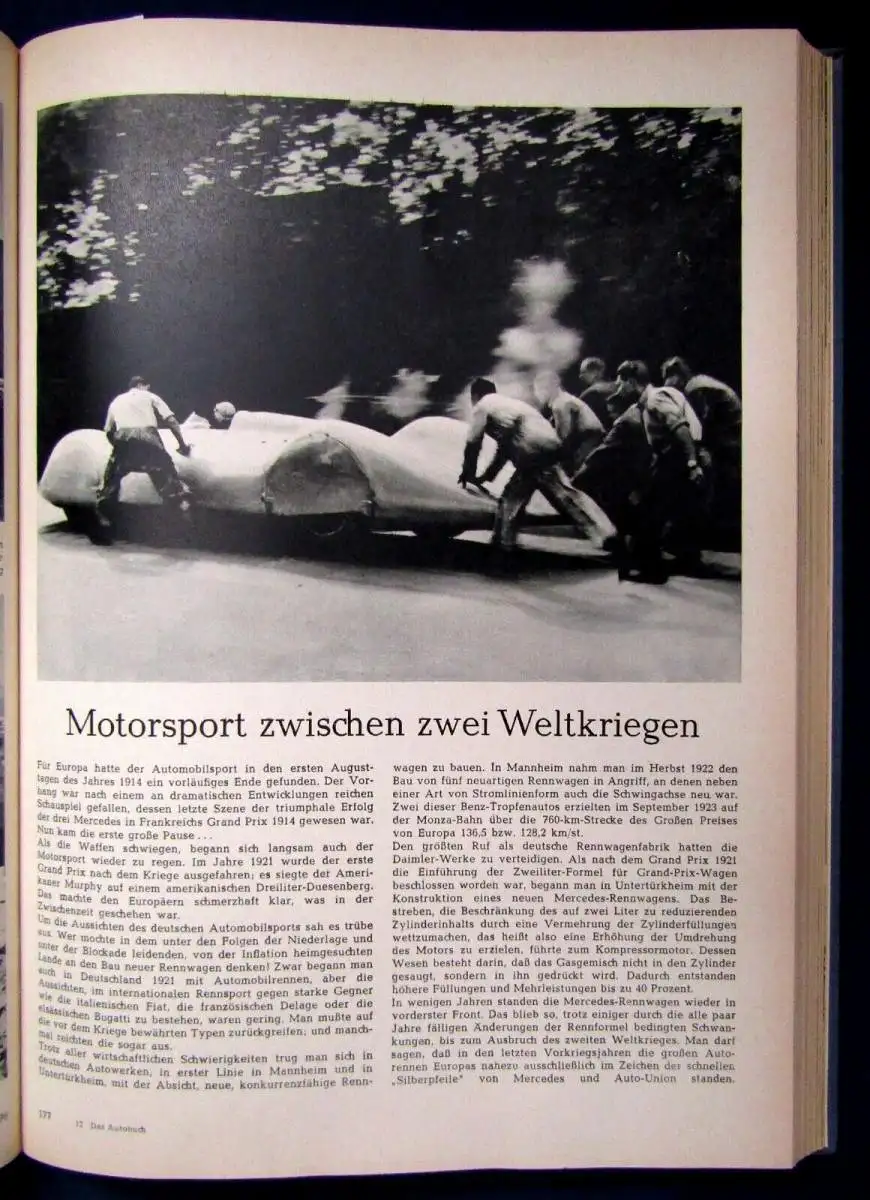 Motorsport zwischen zwei Weltkriegen
Für Europa hatte der Automobilsport in den ersten August-
tagen des Jahres 1914 ein vorläufiges Ende gefunden. Der Vor-
hang war nach einem an dramatischen Entwicklungen reichen
Schauspiel gefallen, dessen letzte Szene der triumphale Erfolg
der drei Mercedes in Frankreichs Grand Prix 1914 gewesen war.
Nun kam die erste große Pause . . .
Als die Waffen schwiegen, begann sich langsam auch der
Motorsport wieder zu regen. Im Jahre 1921 wurde der erste
Grand Prix nach dem Kriege ausgefahren; es siegte der Ameri-
kaner Murphy auf einem amerikanischen Dreiliter-Duesenberg.
Das machte den Europäern schmerzhaft klar, was in der
Zwischenzeit geschehen war.
Um die Aussichten des deutschen Automobilsports sah es trübe
aus. Wer mochte in dem unter den Folgen der Niederlage und
unter der Blockade leidenden, von der Inflation heimgesuchten
Lande an den Bau neuer Rennwagen denken! Zwar begann man
auch in Deutschland 1921 mit Automobilrennen, aber die
Aussichten, im internationalen Rennsport gegen starke Gegner
wie die italienischen Fiat, die französischen Delage oder die
elsässischen Bugatti zu bestehen, waren gering. Man mußte auf
die vor dem Kriege bewährten Typen zurückgreifen; und manch-
mal reichten die sogar aus.
Trotz aller wirtschaftlichen Schwierigkeiten trug man sich in
deutschen Autowerken, in erster Linie in Mannheim und in
Untertürkheim, mit der Absicht, neue, konkurrenzfähige Renn-
wagen zu bauen. In Mannheim nahm man im Herbst 1922 den
Bau von fünf neuartigen Rennwagen in Angriff, an denen neben
einer Art von Stromlinienform auch die Schwingachse neu war.
Zwei dieser Benz-Tropfenautos erzielten im September 1923 auf
der Monza-Bahn über die 760-km-Strecke des Großen Preises
von Europa 136,5 bzw. 128,2 km/st.
Den größten Ruf als deutsche Rennwagenfabrik hatten die
Daimler-Werke zu verteidigen. Als nach dem Grand Prix 1921
die Einführung der Zweiliter-Formel für Grand-Prix-Wagen
beschlossen worden war, begann man in Untertürkheim mit der
Konstruktion eines neuen Mercedes-Rennwagens. Das Be-
streben, die Beschränkung des auf zwei Liter zu reduzierenden
Zylinderinhalts durch eine Vermehrung der Zylinderfüllungen
wettzumachen, das heißt also eine Erhöhung der Umdrehung
des Motors zu erzielen, führte zum Kompressormotor. Dessen
Wesen besteht darin, daß das Gasgemisch nicht in den Zylinder
gesaugt, sondern in ihn gedrückt wird. Dadurch entstanden
höhere Füllungen und Mehrleistungen bis zu 40 Prozent.
In wenigen Jahren standen die Mercedes-Rennwagen wieder in
vorderster Front. Das blieb so, trotz einiger durch die alle paar
Jahre fälligen Änderungen der Rennformel bedingten Schwan-
kungen, bis zum Ausbruch des zweiten Weltkrieges. Man darf
sagen, daß in den letzten Vorkriegsjahren die großen Auto-
rennen Europas nahezu ausschließlich im Zeichen der schnellen
„Silberpfeile" von Mercedes und Auto-Union standen.
177
12 Das Autobuch